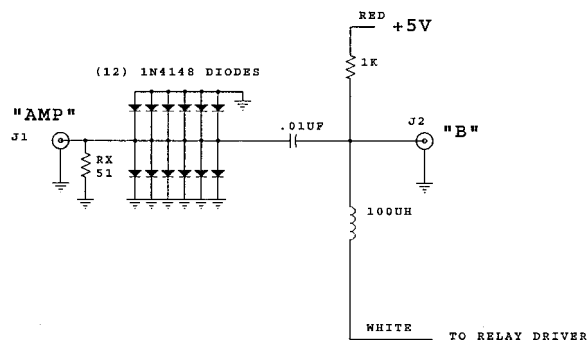 RED
+5V
(12) 1N4148 DIODES
1K
"AMP"
J1
.01UF
J2
"B"
RX
51
100UH
WHITE
TO RELAY DRIVER